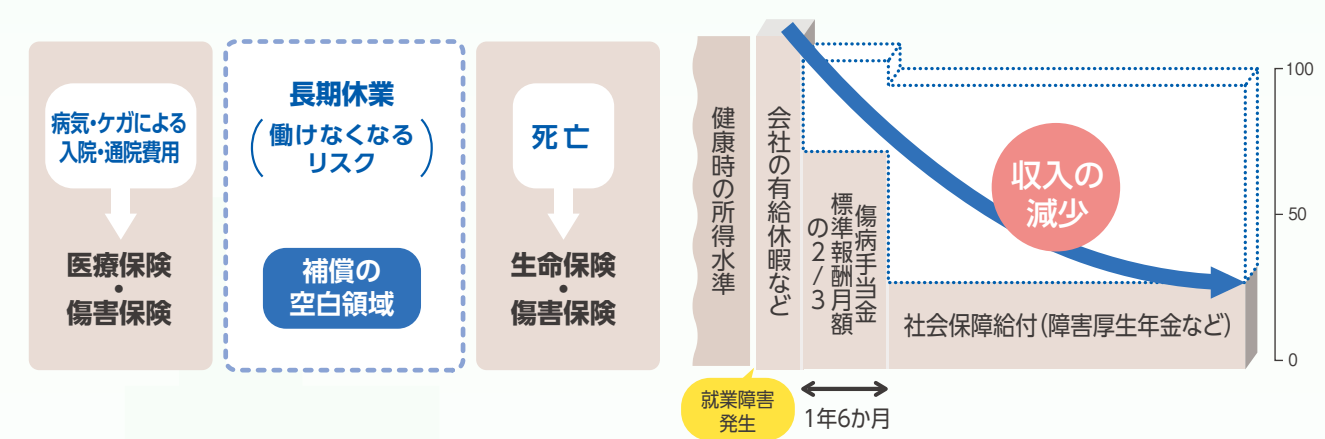 病気・ケガによる
入院・通院費用
医療保険
・
傷害保険
長期休業
(働けなくなる
リスク)
補償の
空白領域
死亡
生命保険
・
傷害保険
健康時の所得水準
会社の有給休暇など
傷病手当金
標準報酬月額
の2/3
社会保障給付(障害厚生年金など)
収入の
減少
100
50
0
就業障害
発生
1年6か月